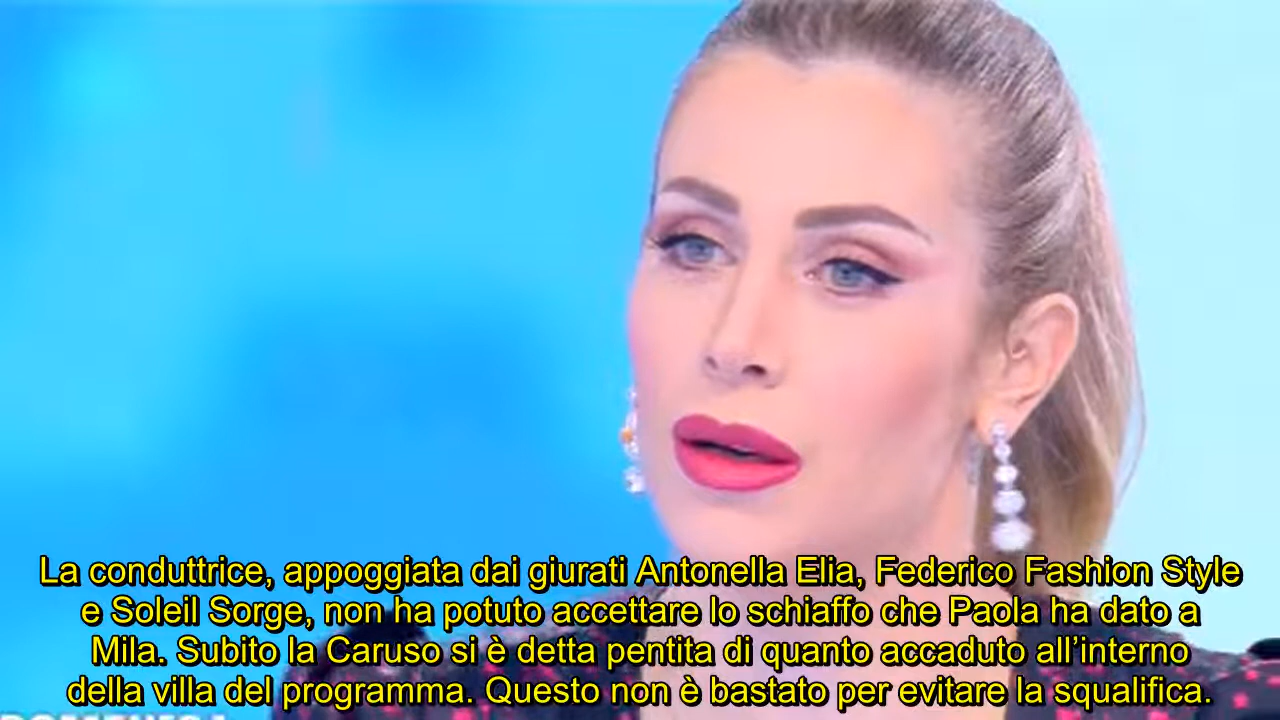 La conduttrice, appoggiata dai giurati Antonella Elia, Federico Fashion Style
e Soleil Sorge, non ha potuto accettare lo schiaffo che Paola ha dato a
Mila. Subito la Caruso si è detta pentita di quanto accaduto all’interno
della villa del programma. Questo non è bastato per evitare la squalifica.